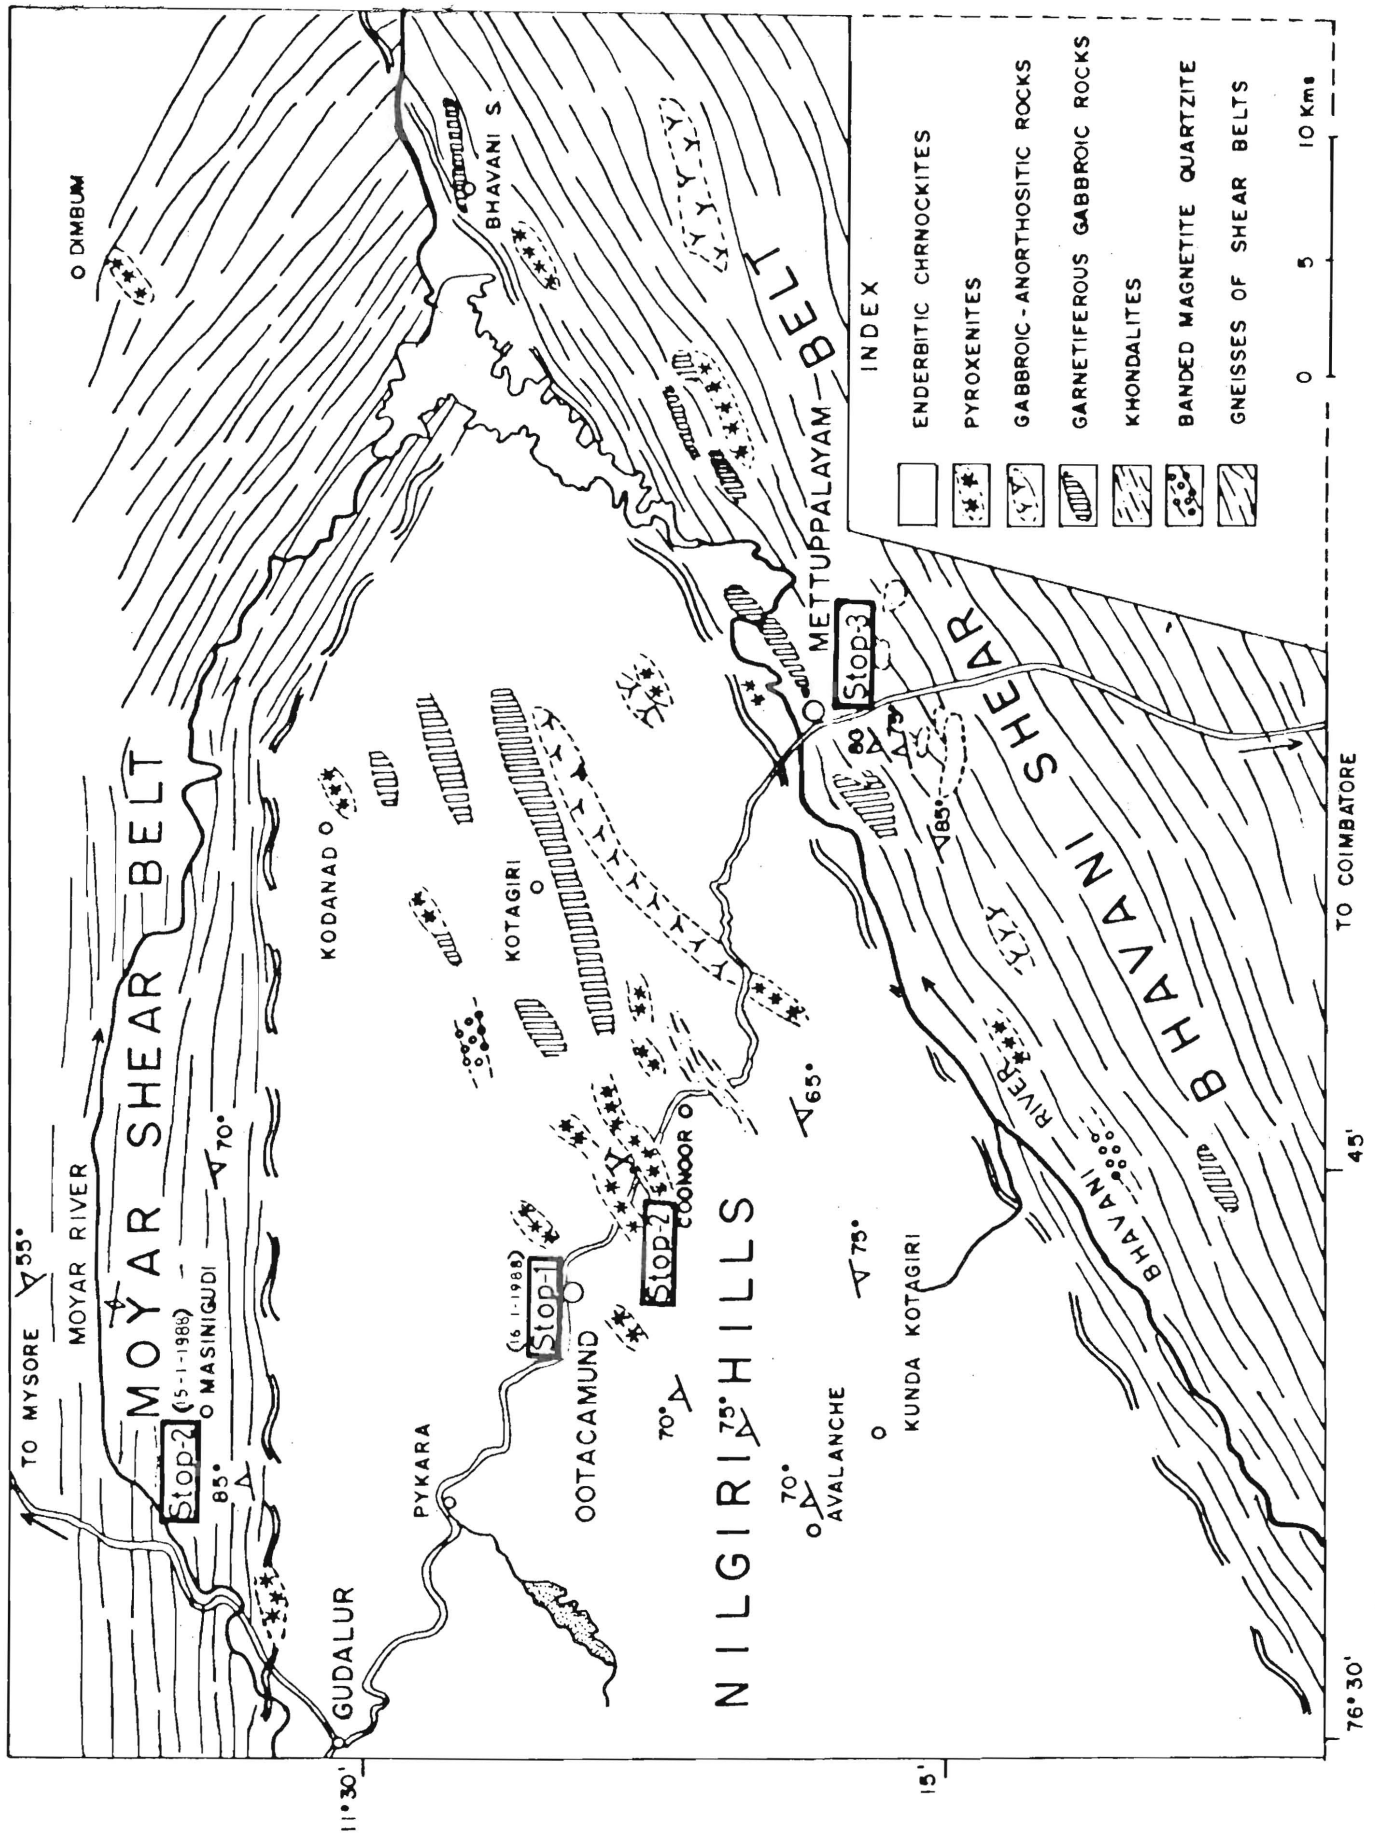 TO MYSORE
55°
MOYAR RIVER
MOYAR SHEAR BELT
Stop-2
(15-1-1988)
MASINIGUDI
85°
70°
DIMBUM
BHAVANI S.
GUDALUR
PYKARA
OOTACAMUND
(16 1-1988)
Stop-1
Stop-2
COONOOR
KODANAD
KOTAGIRI
NILGIRI HILLS
70°
75°
70°
AVALANCHE
KUNDA KOTAGIRI
75°
65°
METTUPPALAYAM
Stop-3
80
75
85°
BHAVANI RIVER
BHAVANI SHEAR
BHAVANI SHEAR BELT
TO COIMBATORE
INDEX
ENDERBITIC CHRNOCKITES
PYROXENITES
GABBROIC-ANORTHOSITIC ROCKS
GARNETIFEROUS GABBROIC ROCKS
KHONDALITES
BANDED MAGNETITE QUARTZITE
GNEISSES OF SHEAR BELTS
0 5 10 Kms
11°30'
15'
76°30'
45'